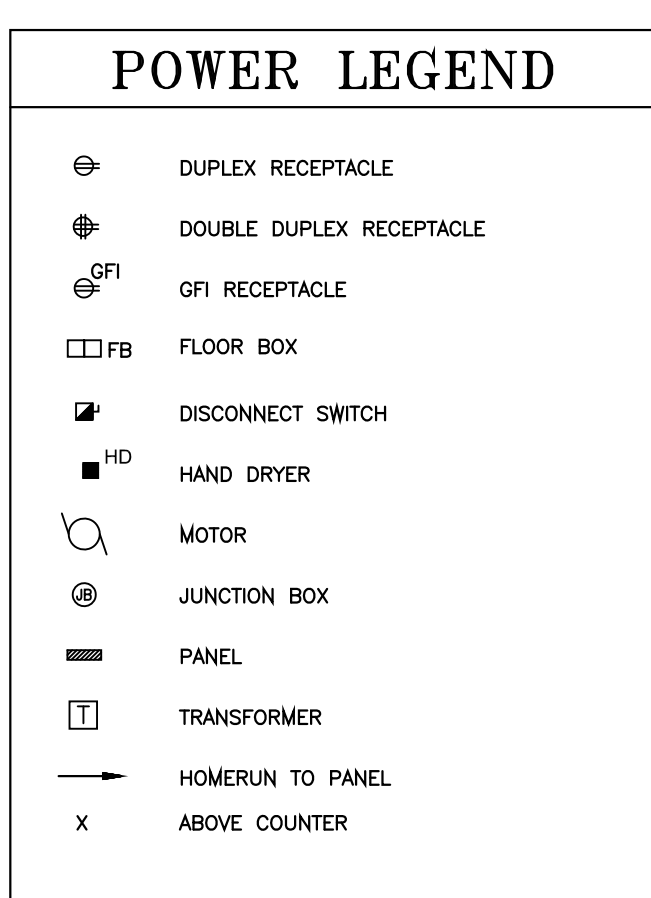 POWER LEGEND
DUPLEX RECEPTACLE
DOUBLE DUPLEX RECEPTACLE
GFI
GFI RECEPTACLE
FB FLOOR BOX
DISCONNECT SWITCH
HD
HAND DRYER
MOTOR
JB JUNCTION BOX
PANEL
T TRANSFORMER
HOMERUN TO PANEL
X ABOVE COUNTER